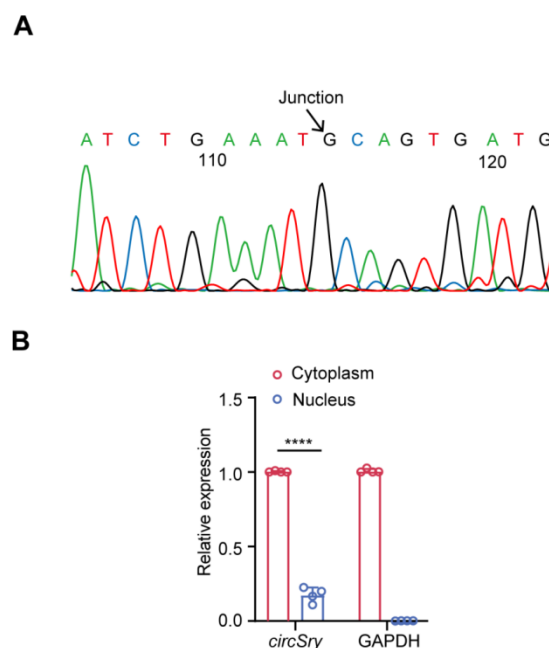 A
Junction
A T C T G A A A T G C A G T G A T G
110 120
B
Cytoplasm
Nucleus
1.5
1.0
0.5
0.0
Relative expression
****
circSry GAPDH